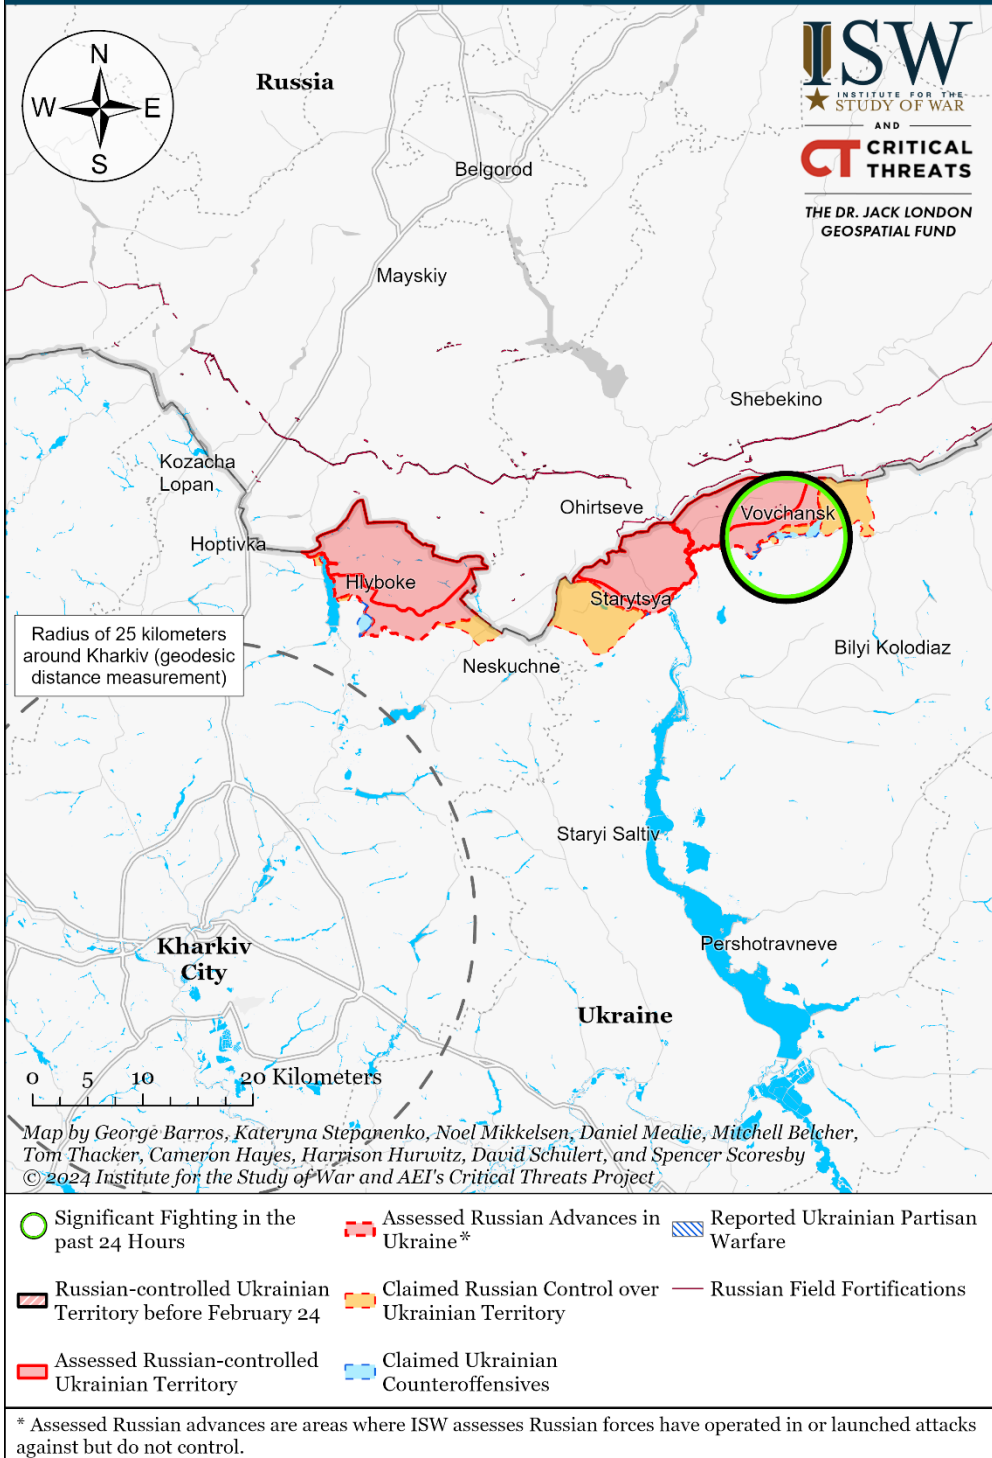 N
W
E
S
Russia
ISW
INSTITUTE FOR THE
STUDY OF WAR
AND
CT CRITICAL
THREATS
THE DR. JACK LONDON
GEOSPATIAL FUND
Belgorod
Mayskiy
Shebekino
Kozacha
Lopan
Ohirtseve
Vovchansk
Hoptivka
Hlyboke
Starytsya
Radius of 25 kilometers
around Kharkiv (geodesic
distance measurement)
Neskuchne
Bilyi Kolodiaz
Staryi Saltiv
Kharkiv
City
Pershotravneve
Ukraine
0 5 10 20 Kilometers
Map by George Barros, Kateryna Stepanenko, Noel Mikkelsen, Daniel Mealie, Mitchell Belcher,
Tom Thacker, Cameron Hayes, Harrison Hurwitz, David Schulert, and Spencer Scoresby
© 2024 Institute for the Study of War and AEI's Critical Threats Project
Significant Fighting in the
past 24 Hours
Russian-controlled Ukrainian
Territory before February 24
Assessed Russian-controlled
Ukrainian Territory
Assessed Russian Advances in
Ukraine*
Claimed Russian Control over
Ukrainian Territory
Claimed Ukrainian
Counteroffensives
Reported Ukrainian Partisan
Warfare
Russian Field Fortifications
* Assessed Russian advances are areas where ISW assesses Russian forces have operated in or launched attacks
against but do not control.